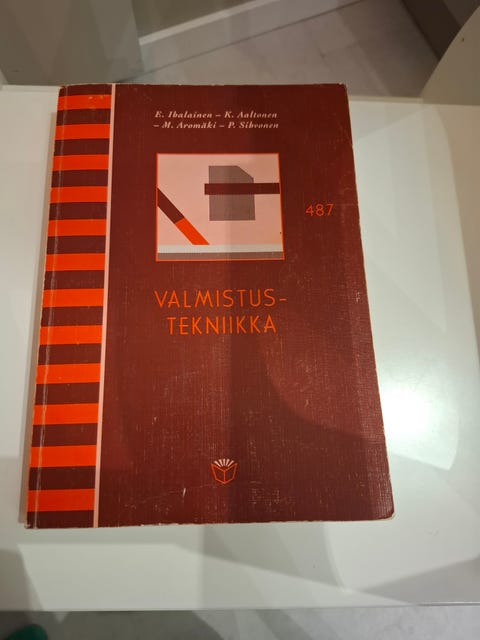 E. Ihalainen – K. Aaltonen
– M. Aromäki – P. Sihvonen
487
VALMISTUS-
TEKNIIKKA